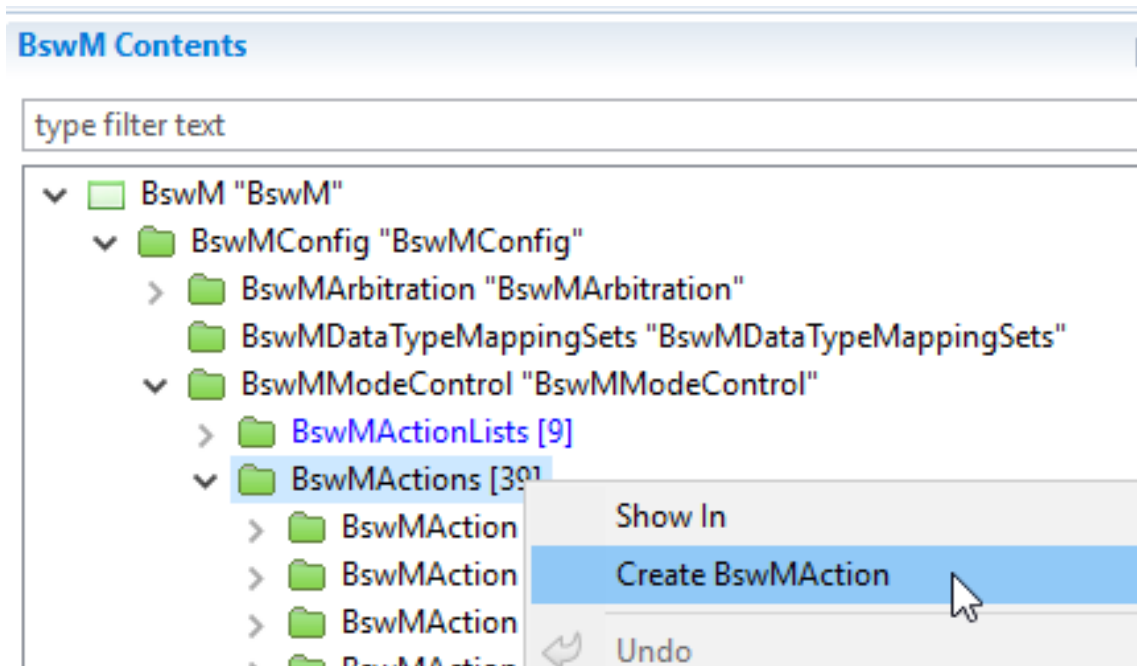 BswM Contents
type filter text
BswM "BswM"
BswMConfig "BswMConfig"
BswMArbitration "BswMArbitration"
BswMDataTypeMappingSets "BswMDataTypeMappingSets"
BswMModeControl "BswMModeControl"
BswMActionLists [9]
BswMActions [39]
Show In
BswMAction
Create BswMAction
BswMAction
BswMAction
Undo
BswMAction